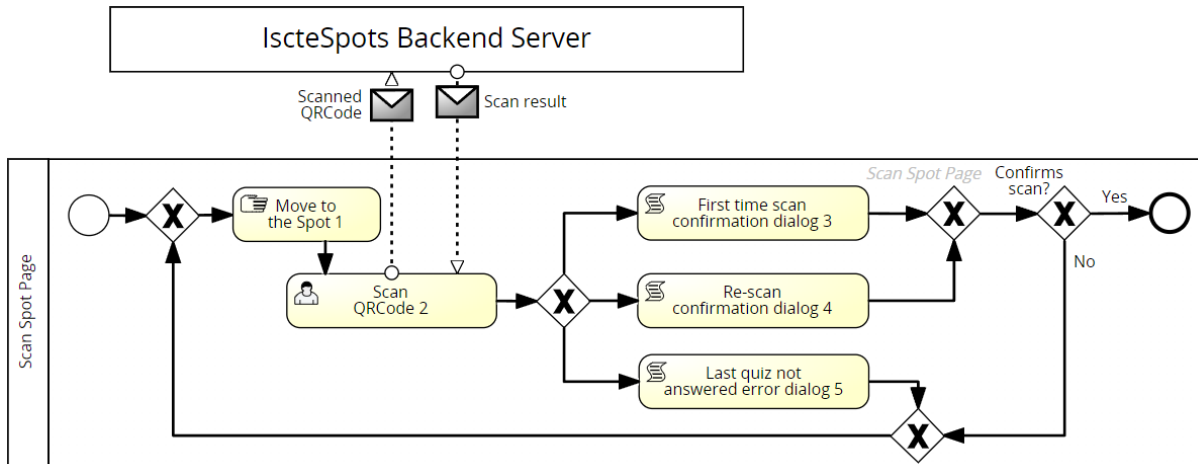 IscteSpots Backend Server
Scanned
QRCode
Scan result
Scan Spot Page
Scan Spot Page
Move to
the Spot 1
Scan
QRCode 2
First time scan
confirmation dialog 3
Re-scan
confirmation dialog 4
Last quiz not
answered error dialog 5
Confirms
scan?
Yes
No